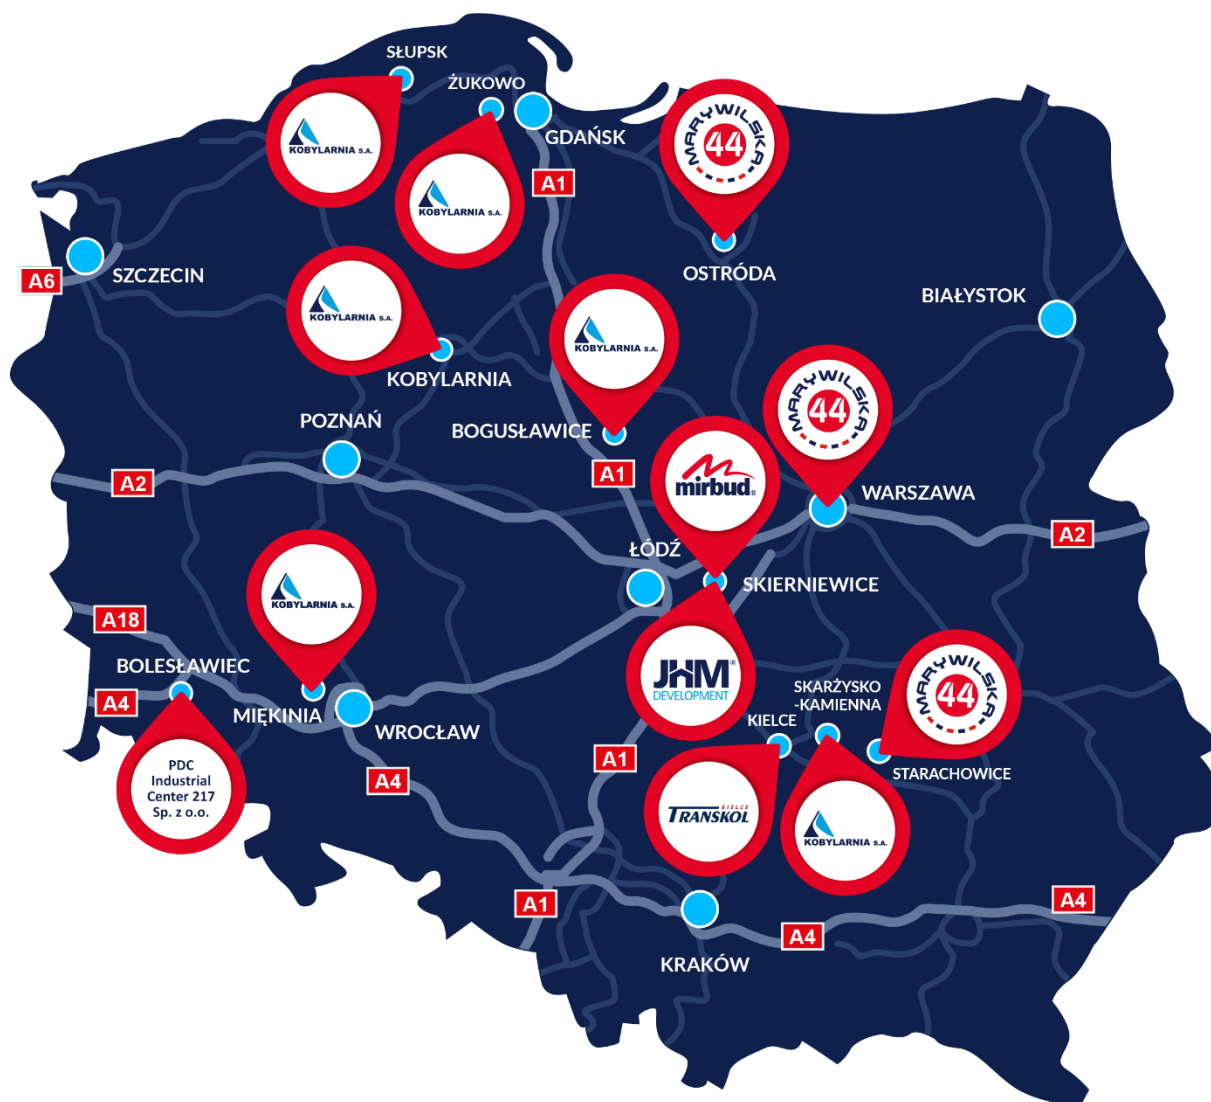 SŁUPSK
ŻUKOWO
KOBYLARNIA S.A.
MARYWILSKA
44
GDAŃSK
A1
KOBYLARNIA S.A.
SZCZECIN
A6
OSTRÓDA
BIAŁYSTOK
KOBYLARNIA S.A.
KOBYLARNIA S.A.
KOBYLARNIA
MARYWILSKA
44
POZNAŃ
BOGUSŁAWICE
A1
A2
mirbud®
WARSZAWA
A2
ŁÓDŹ
SKIERNIEWICE
KOBYLARNIA S.A.
A18
BOLESŁAWIEC
A4
MIĘKINIA
WROCŁAW
JHM®
DEVELOPMENT
SKARŻYSKO
-KAMIENNA
MARYWILSKA
44
KIELCE
STARACHOWICE
A1
A4
PDC
Industrial
Center 217
Sp. z o.o.
KIELCE
TRANSKOL
KOBYLARNIA S.A.
A1
A4
A4
KRAKÓW